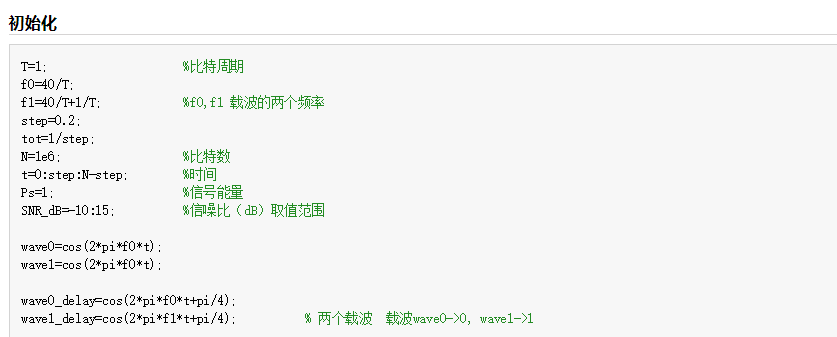 初始化
T=1; %比特周期
f0=40/T;
f1=40/T+1/T; %f0,f1 载波的两个频率
step=0.2;
tot=1/step;
N=1e6; %比特数
t=0:step:N-step; %时间
Ps=1; %信号能量
SNR_dB=-10:15; %信噪比（dB）取值范围
wave0=cos(2*pi*f0*t);
wave1=cos(2*pi*f0*t);
wave0_delay=cos(2*pi*f0*t+pi/4);
wave1_delay=cos(2*pi*f1*t+pi/4); % 两个载波 载波wave0->0, wave1->1